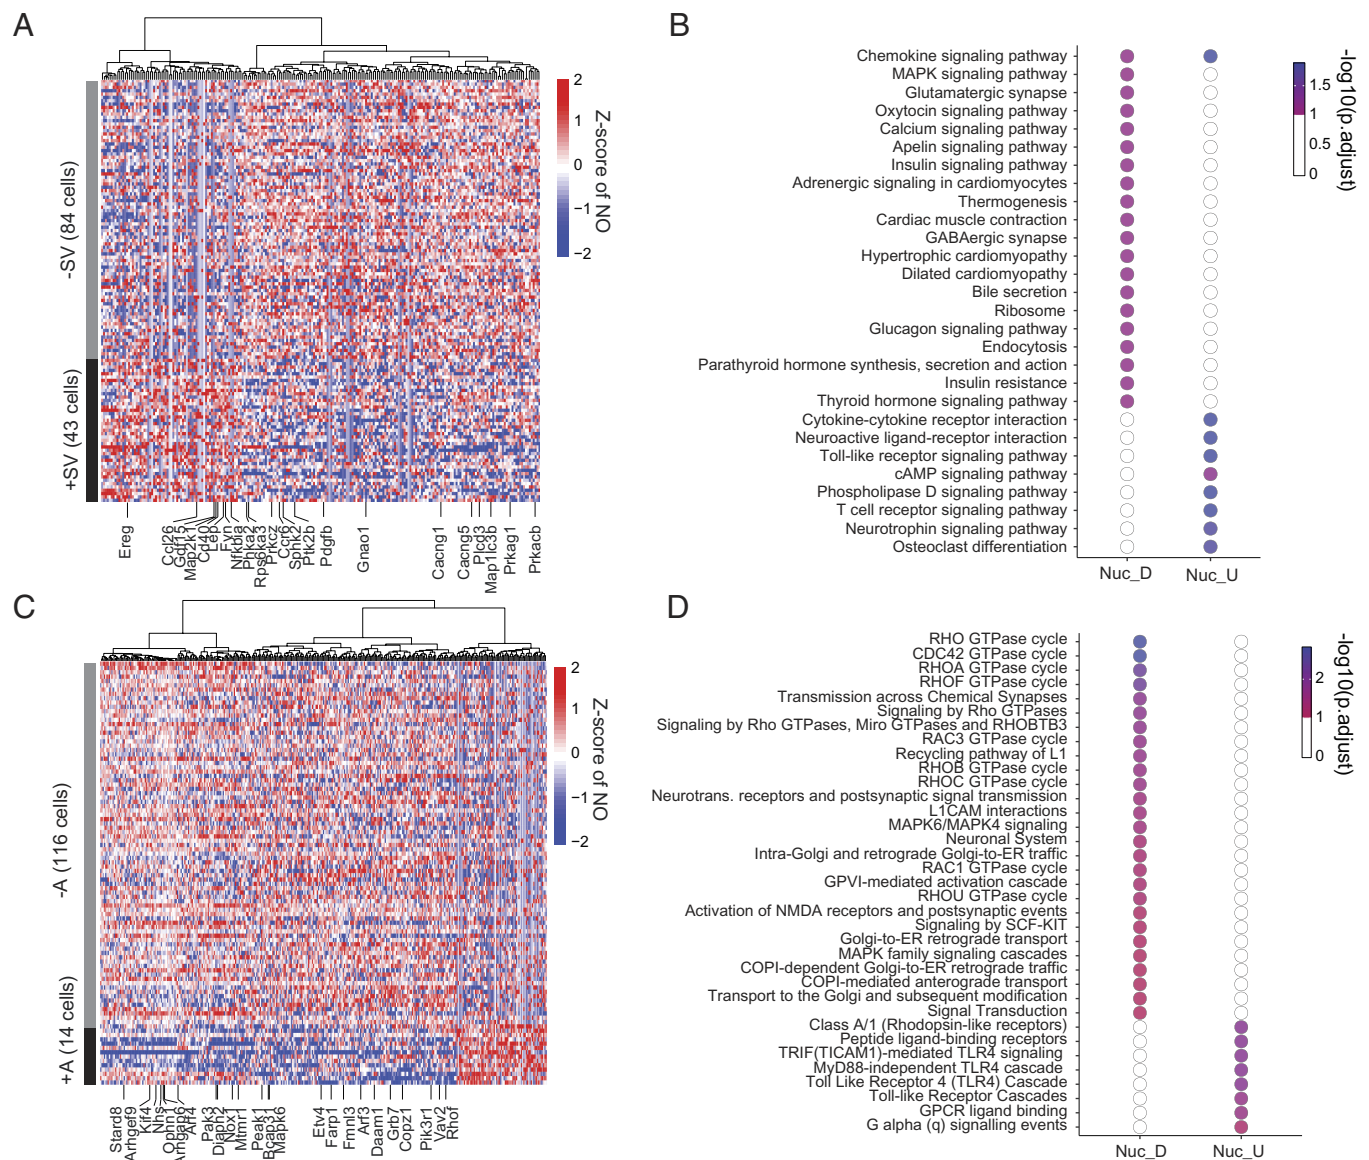 A
-SV (84 cells)
+SV (43 cells)
2
1
0
−1
−2
Z-score of NO
Ereg
Ccl26
Gdf15
Map2k1
Cd40
Lep
Fyn
Nfkbia
Phka2
Rps6ka3
Prkcz
Ccr6
Sphk2
Ptk2b
Pdgfb
Gnao1
Cacng1
Cacng5
Plcd3
Map1lc3b
Prkag1
Prkacb
B
Chemokine signaling pathway
MAPK signaling pathway
Glutamatergic synapse
Oxytocin signaling pathway
Calcium signaling pathway
Apelin signaling pathway
Insulin signaling pathway
Adrenergic signaling in cardiomyocytes
Thermogenesis
Cardiac muscle contraction
GABAergic synapse
Hypertrophic cardiomyopathy
Dilated cardiomyopathy
Bile secretion
Ribosome
Glucagon signaling pathway
Endocytosis
Parathyroid hormone synthesis, secretion and action
Insulin resistance
Thyroid hormone signaling pathway
Cytokine-cytokine receptor interaction
Neuroactive ligand-receptor interaction
Toll-like receptor signaling pathway
cAMP signaling pathway
Phospholipase D signaling pathway
T cell receptor signaling pathway
Neurotrophin signaling pathway
Osteoclast differentiation
Nuc_D
Nuc_U
1.5
1
0.5
0
-log10(p.adjust)
C
-A (116 cells)
+A (14 cells)
2
1
0
−1
−2
Z-score of NO
Stard8
Arhgef9
Kif4
Nhs
Ophn1
Arhgap6
Arf4
Pak3
Diaph2
Nox1
Mtmr1
Peak1
Bcap31
Mapk6
Etv4
Farp1
Fmnl3
Arf3
Daam1
Grb7
Copz1
Pik3r1
Vav2
Rhof
D
RHO GTPase cycle
CDC42 GTPase cycle
RHOA GTPase cycle
RHOF GTPase cycle
Transmission across Chemical Synapses
Signaling by Rho GTPases
Signaling by Rho GTPases, Miro GTPases and RHOBTB3
RAC3 GTPase cycle
Recycling pathway of L1
RHOB GTPase cycle
RHOC GTPase cycle
Neurotrans. receptors and postsynaptic signal transmission
L1CAM interactions
MAPK6/MAPK4 signaling
Neuronal System
Intra-Golgi and retrograde Golgi-to-ER traffic
RAC1 GTPase cycle
GPVI-mediated activation cascade
RHOU GTPase cycle
Activation of NMDA receptors and postsynaptic events
Signaling by SCF-KIT
Golgi-to-ER retrograde transport
MAPK family signaling cascades
COPI-dependent Golgi-to-ER retrograde traffic
COPI-mediated anterograde transport
Transport to the Golgi and subsequent modification
Signal Transduction
Class A/1 (Rhodopsin-like receptors)
Peptide ligand-binding receptors
TRIF(TICAM1)-mediated TLR4 signaling
MyD88-independent TLR4 cascade
Toll Like Receptor 4 (TLR4) Cascade
Toll-like Receptor Cascades
GPCR ligand binding
G alpha (q) signalling events
Nuc_D
Nuc_U
2
1
0
-log10(p.adjust)